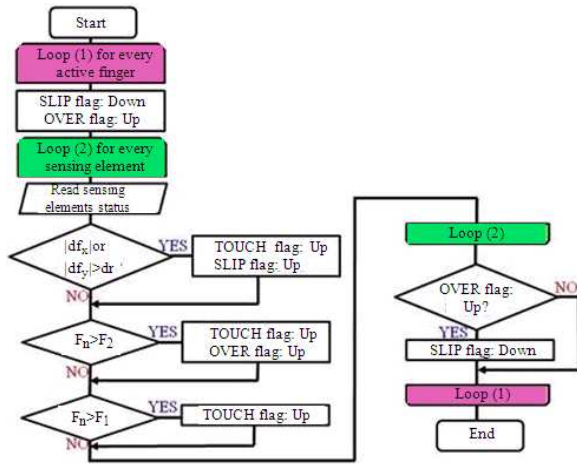 Start
Loop (1) for every
active finger
SLIP flag: Down
OVER flag: Up
Loop (2) for every
sensing element
Read sensing
elements status
|dfx|or
|dfy|>dr
YES
TOUCH flag: Up
SLIP flag: Up
NO
Fn>F2
YES
TOUCH flag: Up
OVER flag: Up
NO
Fn>F1
YES
TOUCH flag: Up
NO
Loop (2)
OVER flag:
Up?
NO
YES
SLIP flag: Down
Loop (1)
End